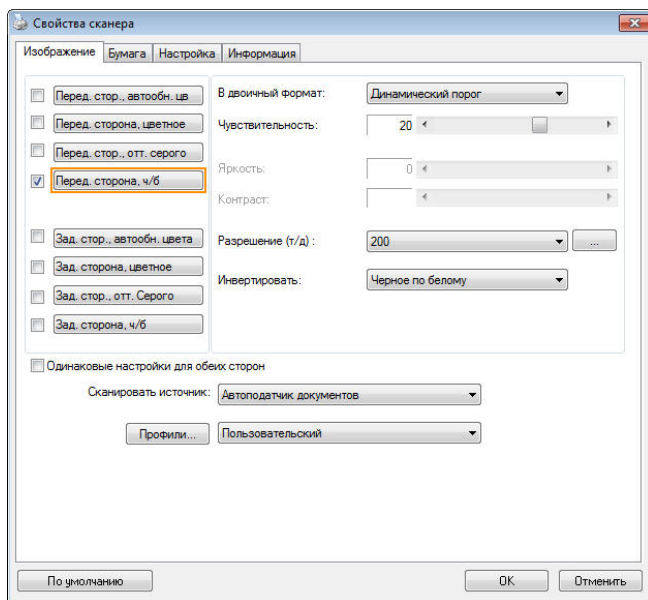 Свойства сканера
Изображение Бумага Настройка Информация
Перед. стор., автообн. цв
Перед. сторона, цветное
Перед. стор., отт. серого
Перед. сторона, ч/б
Зад. стор., автообн. цвета
Зад. сторона, цветное
Зад. стор., отт. Серого
Зад. сторона, ч/б
В двоичный формат: Динамический порог
Чувствительность: 20
Яркость: 0
Контраст:
Разрешение (т/д) : 200 ...
Инвертировать: Черное по белому
Одинаковые настройки для обеих сторон
Сканировать источник: Автоподатчик документов
Профили... Пользовательский
По умолчанию OK Отменить